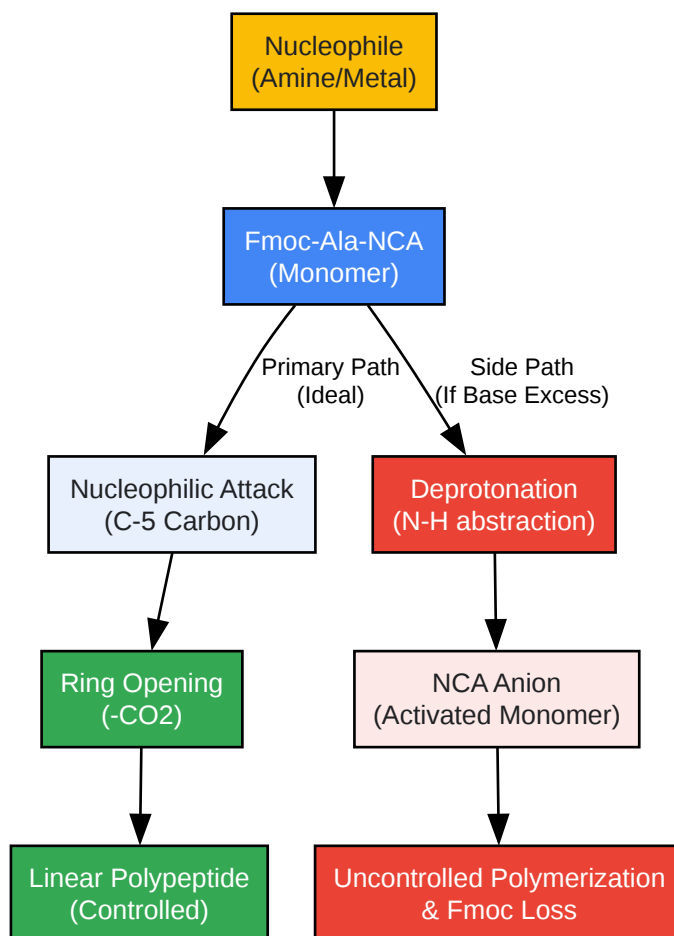 Nucleophile
(Amine/Metal)
Fmoc-Ala-NCA
(Monomer)
Primary Path
(Ideal)
Side Path
(If Base Excess)
Nucleophilic Attack
(C-5 Carbon)
Deprotonation
(N-H abstraction)
Ring Opening
(-CO2)
NCA Anion
(Activated Monomer)
Linear Polypeptide
(Controlled)
Uncontrolled Polymerization
& Fmoc Loss